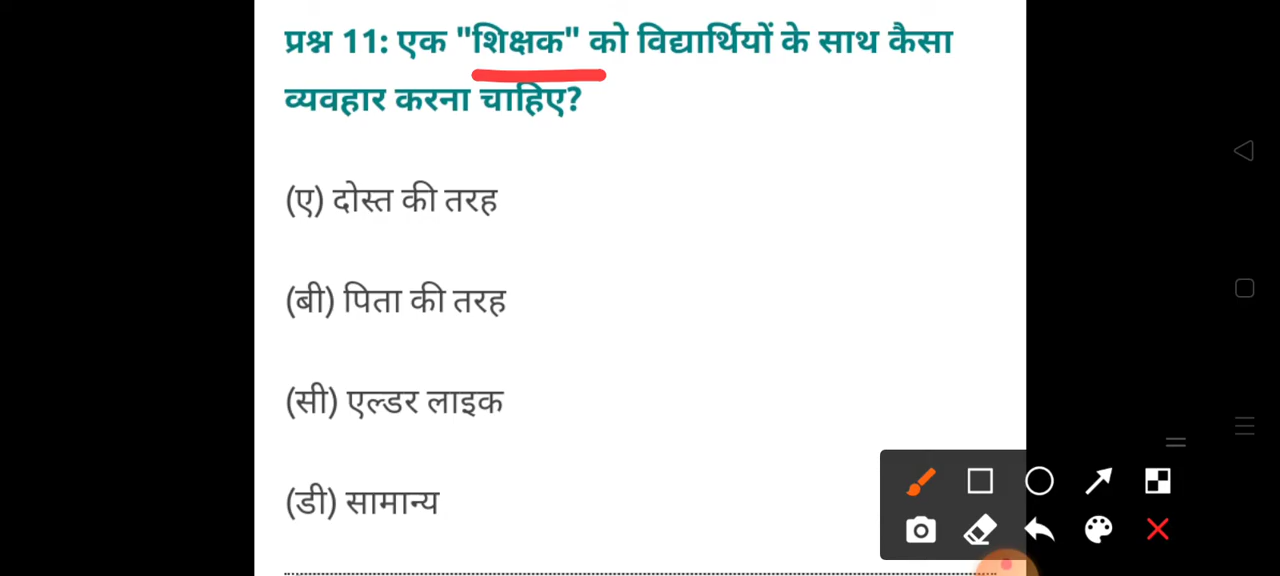 प्रश्न 11: एक "शिक्षक" को विद्यार्थियों के साथ कैसा
व्यवहार करना चाहिए?
(ए) दोस्त की तरह
(बी) पिता की तरह
(सी) एल्डर लाइक
(डी) सामान्य